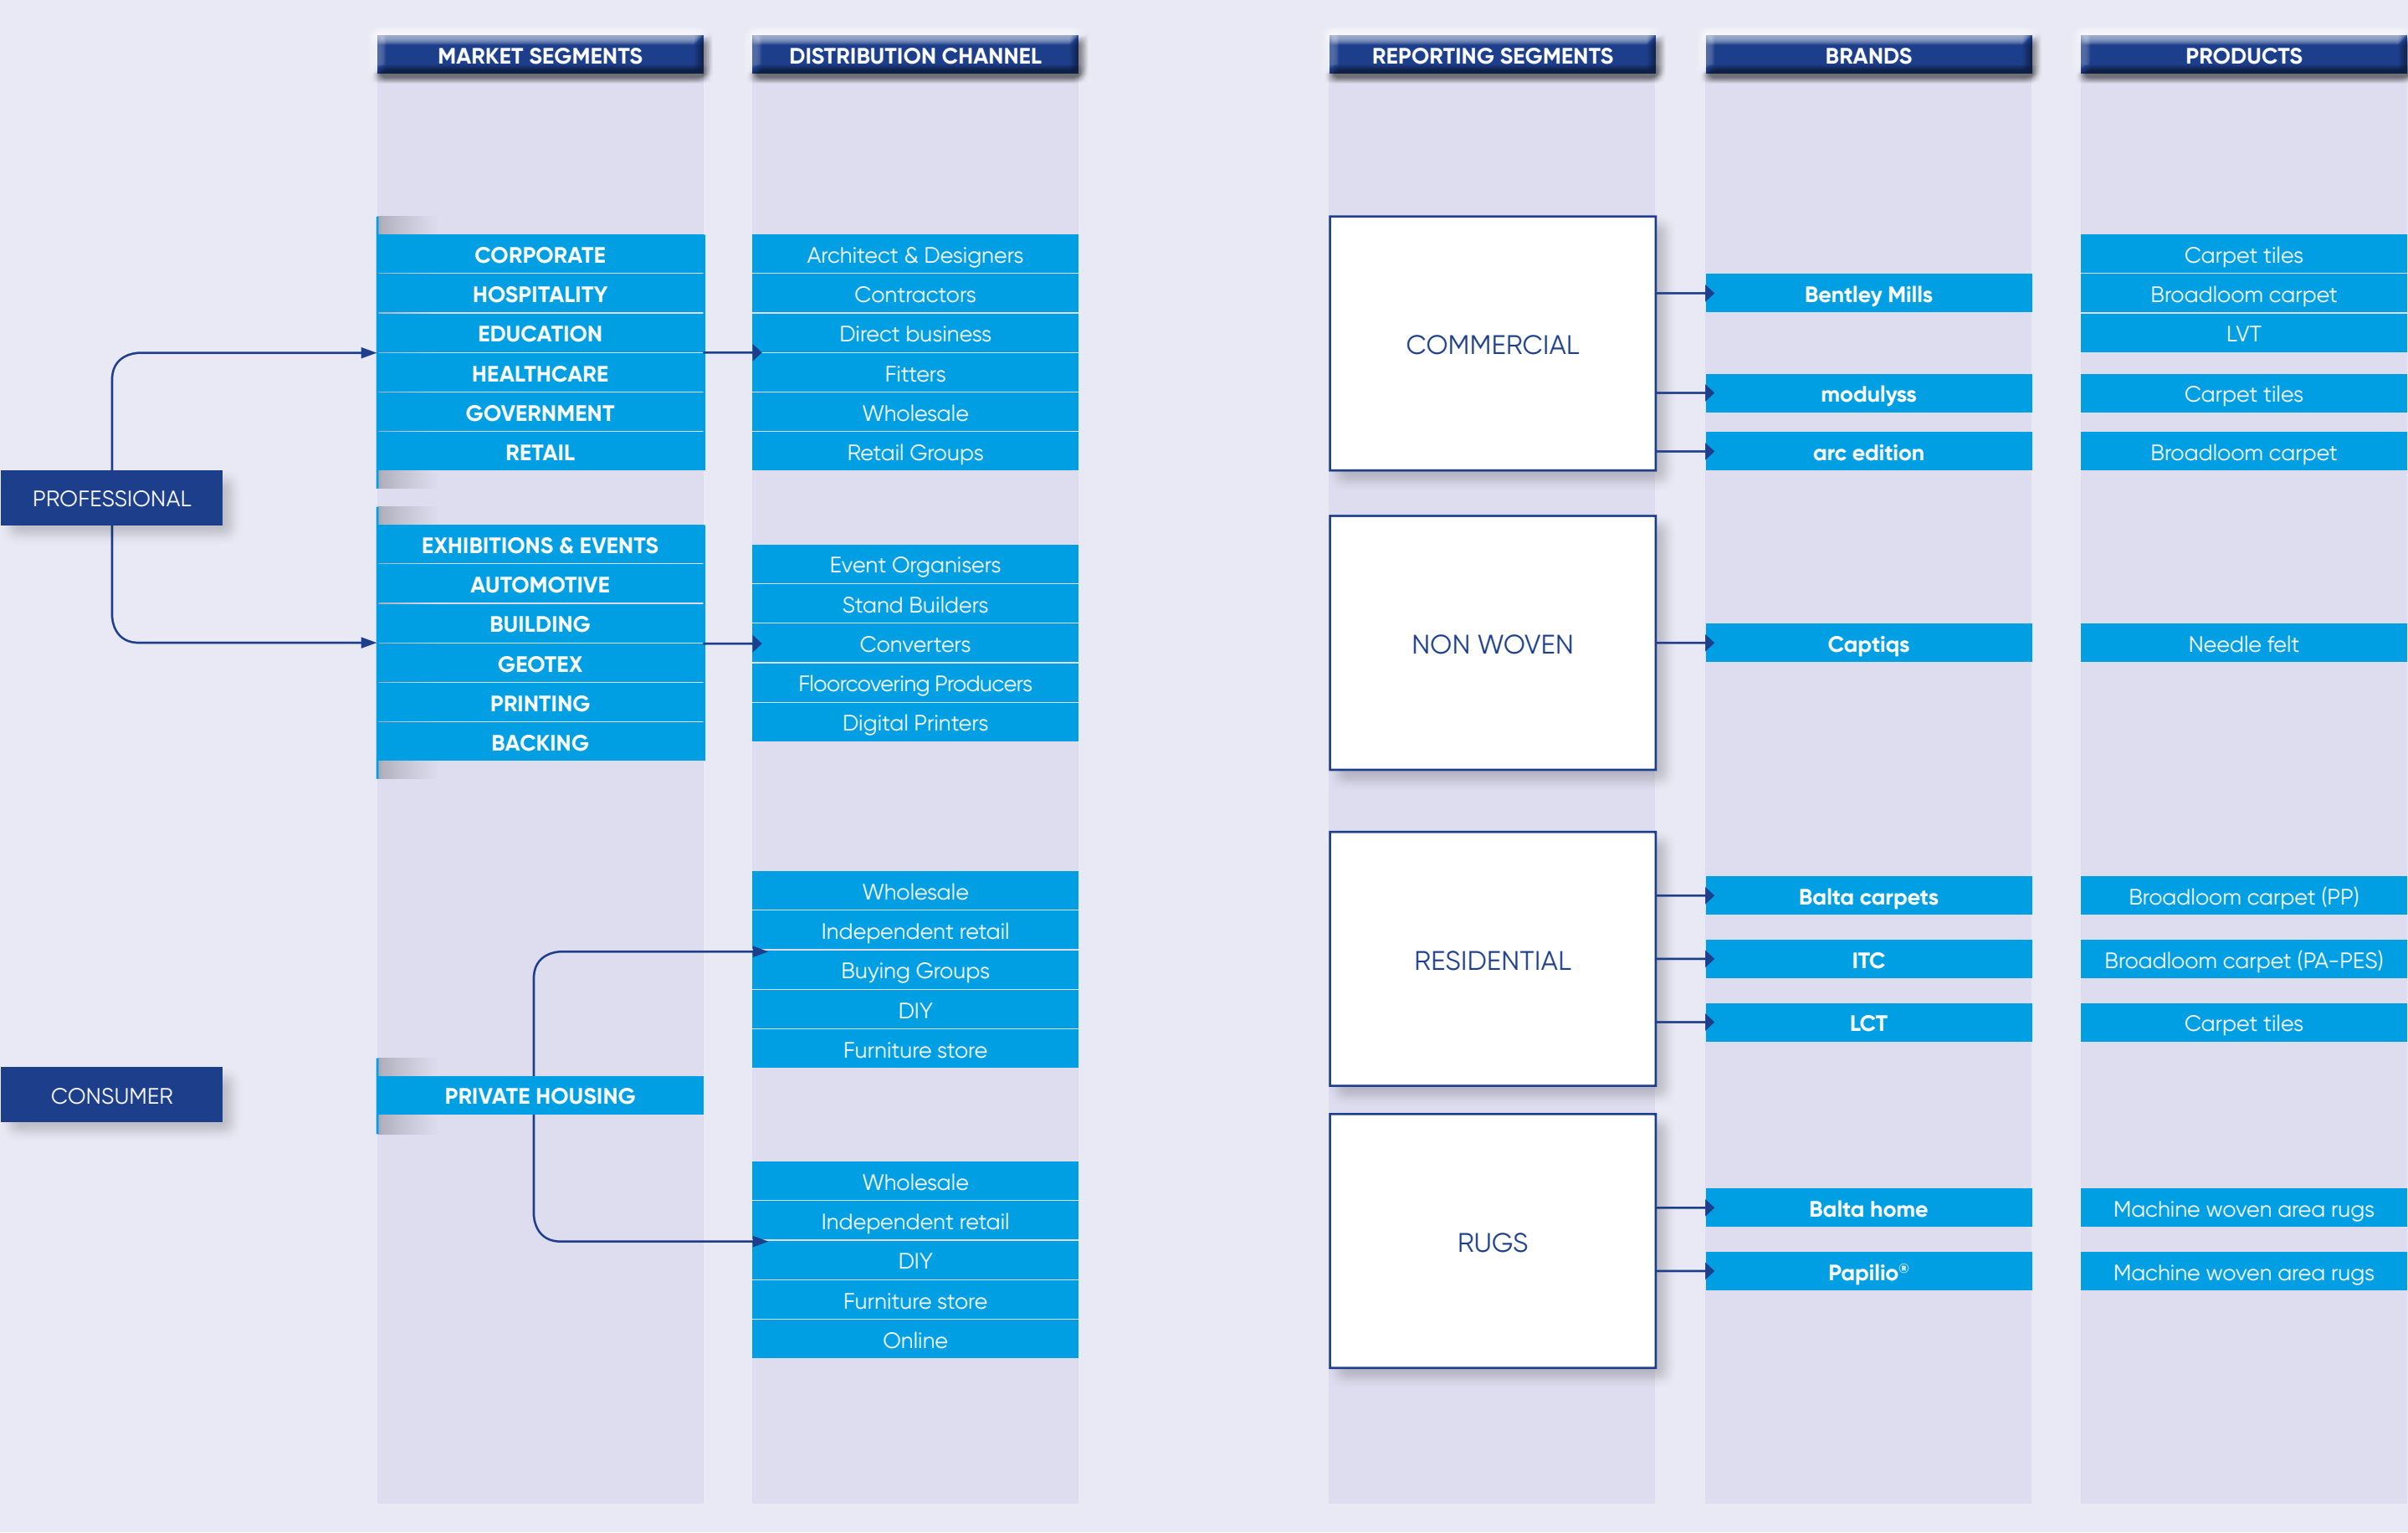 MARKET SEGMENTS
DISTRIBUTION CHANNEL
REPORTING SEGMENTS
BRANDS
PRODUCTS
PROFESSIONAL
CORPORATE
HOSPITALITY
EDUCATION
HEALTHCARE
GOVERNMENT
RETAIL
Architect & Designers
Contractors
Direct business
Fitters
Wholesale
Retail Groups
COMMERCIAL
Bentley Mills
Carpet tiles
Broadloom carpet
LVT
modulyss
Carpet tiles
arc edition
Broadloom carpet
EXHIBITIONS & EVENTS
AUTOMOTIVE
BUILDING
GEOTEX
PRINTING
BACKING
Event Organisers
Stand Builders
Converters
Floorcovering Producers
Digital Printers
NON WOVEN
Captiqs
Needle felt
CONSUMER
PRIVATE HOUSING
Wholesale
Independent retail
Buying Groups
DIY
Furniture store
RESIDENTIAL
Balta carpets
Broadloom carpet (PP)
ITC
Broadloom carpet (PA-PES)
LCT
Carpet tiles
Wholesale
Independent retail
DIY
Furniture store
Online
RUGS
Balta home
Machine woven area rugs
Papilio®
Machine woven area rugs